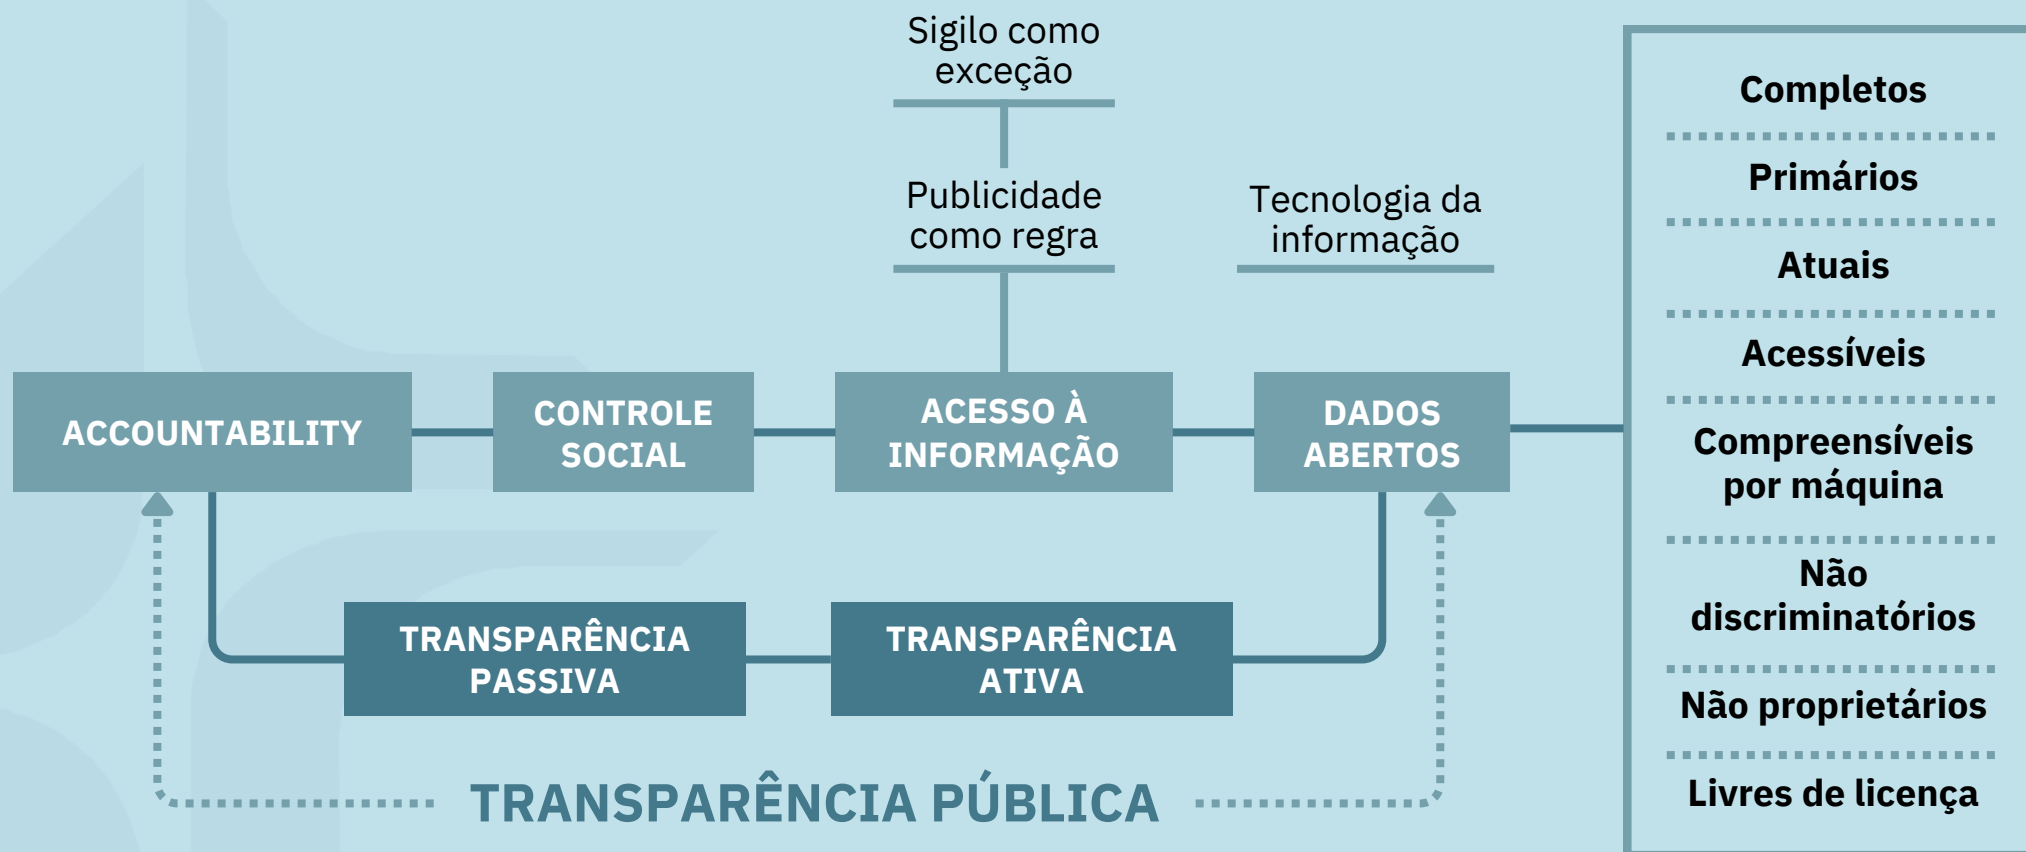 Sigilo como
exceção
Publicidade
como regra
Tecnologia da
informação
ACCOUNTABILITY
CONTROLE
SOCIAL
ACESSO À
INFORMAÇÃO
DADOS
ABERTOS
TRANSPARÊNCIA
PASSIVA
TRANSPARÊNCIA
ATIVA
TRANSPARÊNCIA PÚBLICA
Completos
Primários
Atuais
Acessíveis
Compreensíveis
por máquina
Não
discriminatórios
Não proprietários
Livres de licença